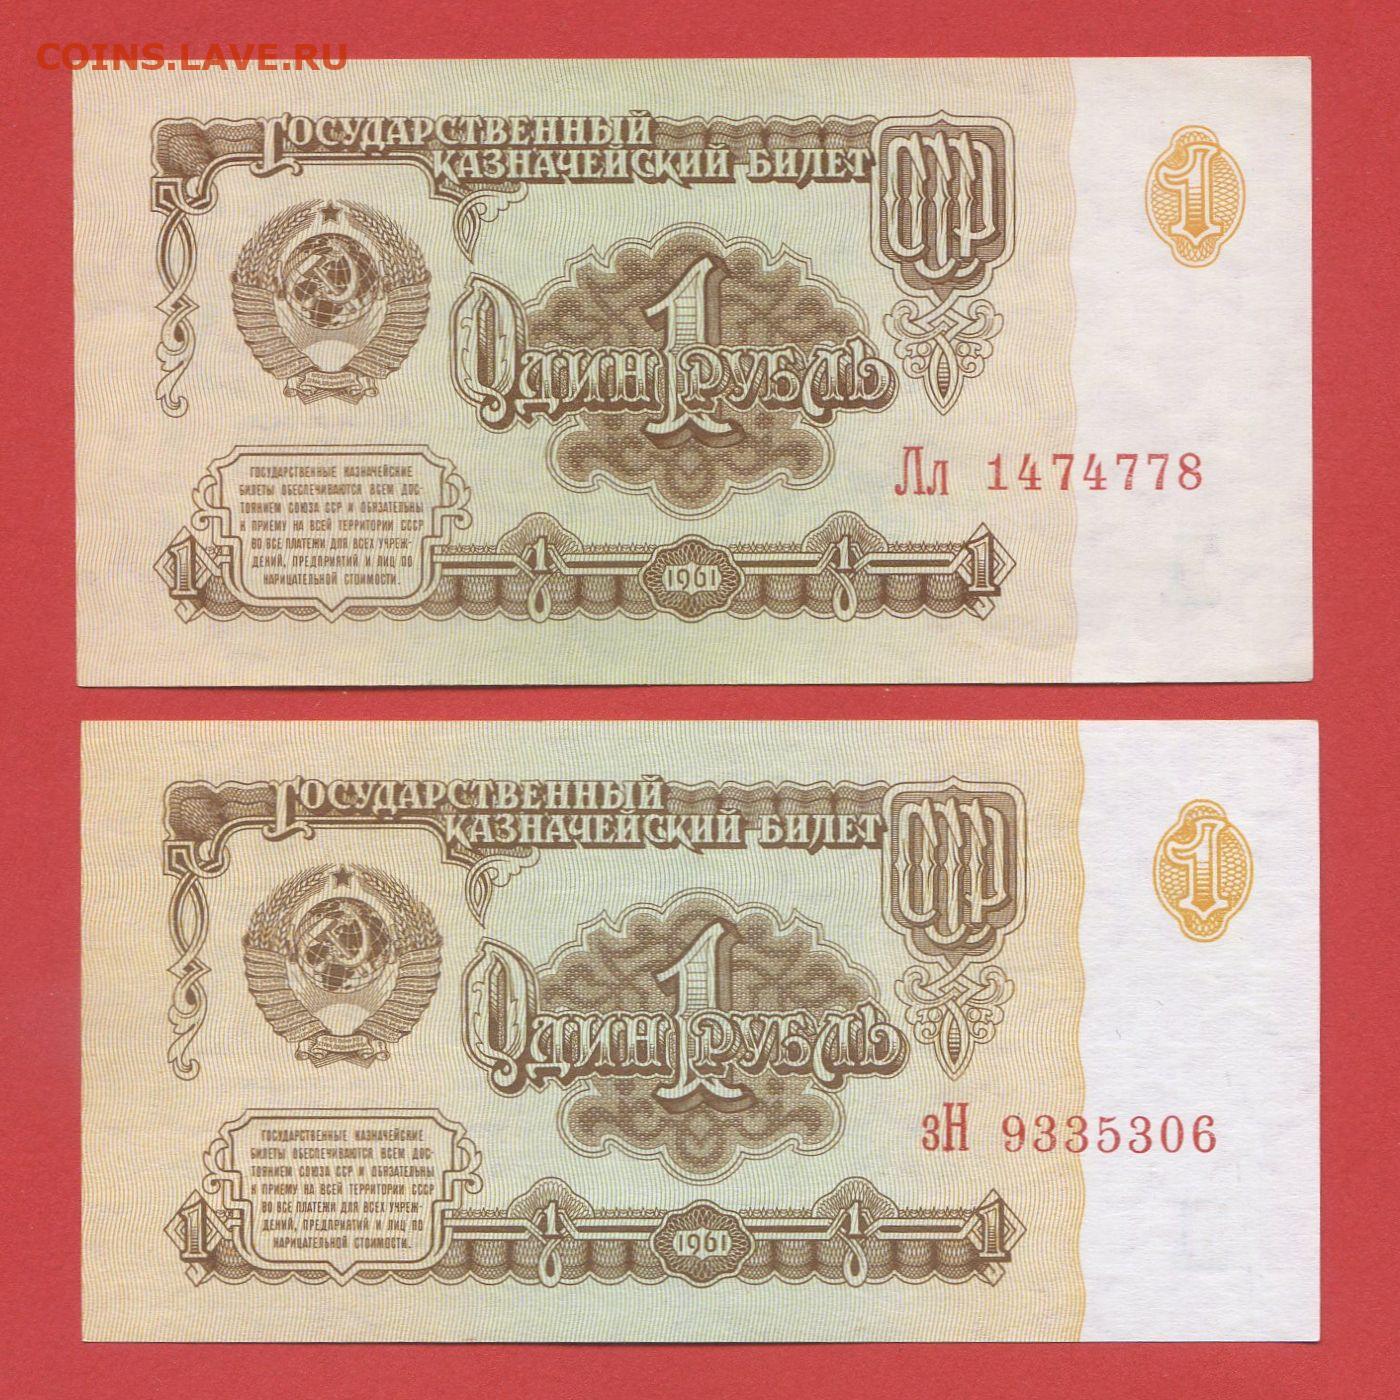 COINS.LAVE.RU
ГОСУДАРСТВЕННЫЙ
КАЗНАЧЕЙСКИЙ БИЛЕТ
СССР
1
1
ОДИН РУБЛЬ
Лл 1474778
ГОСУДАРСТВЕННЫЕ КАЗНАЧЕЙСКИЕ
БИЛЕТЫ ОБЕСПЕЧИВАЮТСЯ ВСЕМ ДОС-
ТОЯНИЕМ СОЮЗА ССР И ОБЯЗАТЕЛЬНЫ
К ПРИЕМУ НА ВСЕЙ ТЕРРИТОРИИ СССР
ВО ВСЕ ПЛАТЕЖИ ДЛЯ ВСЕХ УЧРЕЖ-
ДЕНИЙ, ПРЕДПРИЯТИЙ И ЛИЦ ПО
НАРИЦАТЕЛЬНОЙ СТОИМОСТИ.
1 1 1961 1 1
ГОСУДАРСТВЕННЫЙ
КАЗНАЧЕЙСКИЙ БИЛЕТ
СССР
1
1
ОДИН РУБЛЬ
зН 9335306
ГОСУДАРСТВЕННЫЕ КАЗНАЧЕЙСКИЕ
БИЛЕТЫ ОБЕСПЕЧИВАЮТСЯ ВСЕМ ДОС-
ТОЯНИЕМ СОЮЗА ССР И ОБЯЗАТЕЛЬНЫ
К ПРИЕМУ НА ВСЕЙ ТЕРРИТОРИИ СССР
ВО ВСЕ ПЛАТЕЖИ ДЛЯ ВСЕХ УЧРЕЖ-
ДЕНИЙ, ПРЕДПРИЯТИЙ И ЛИЦ ПО
НАРИЦАТЕЛЬНОЙ СТОИМОСТИ.
1 1 1961 1 1